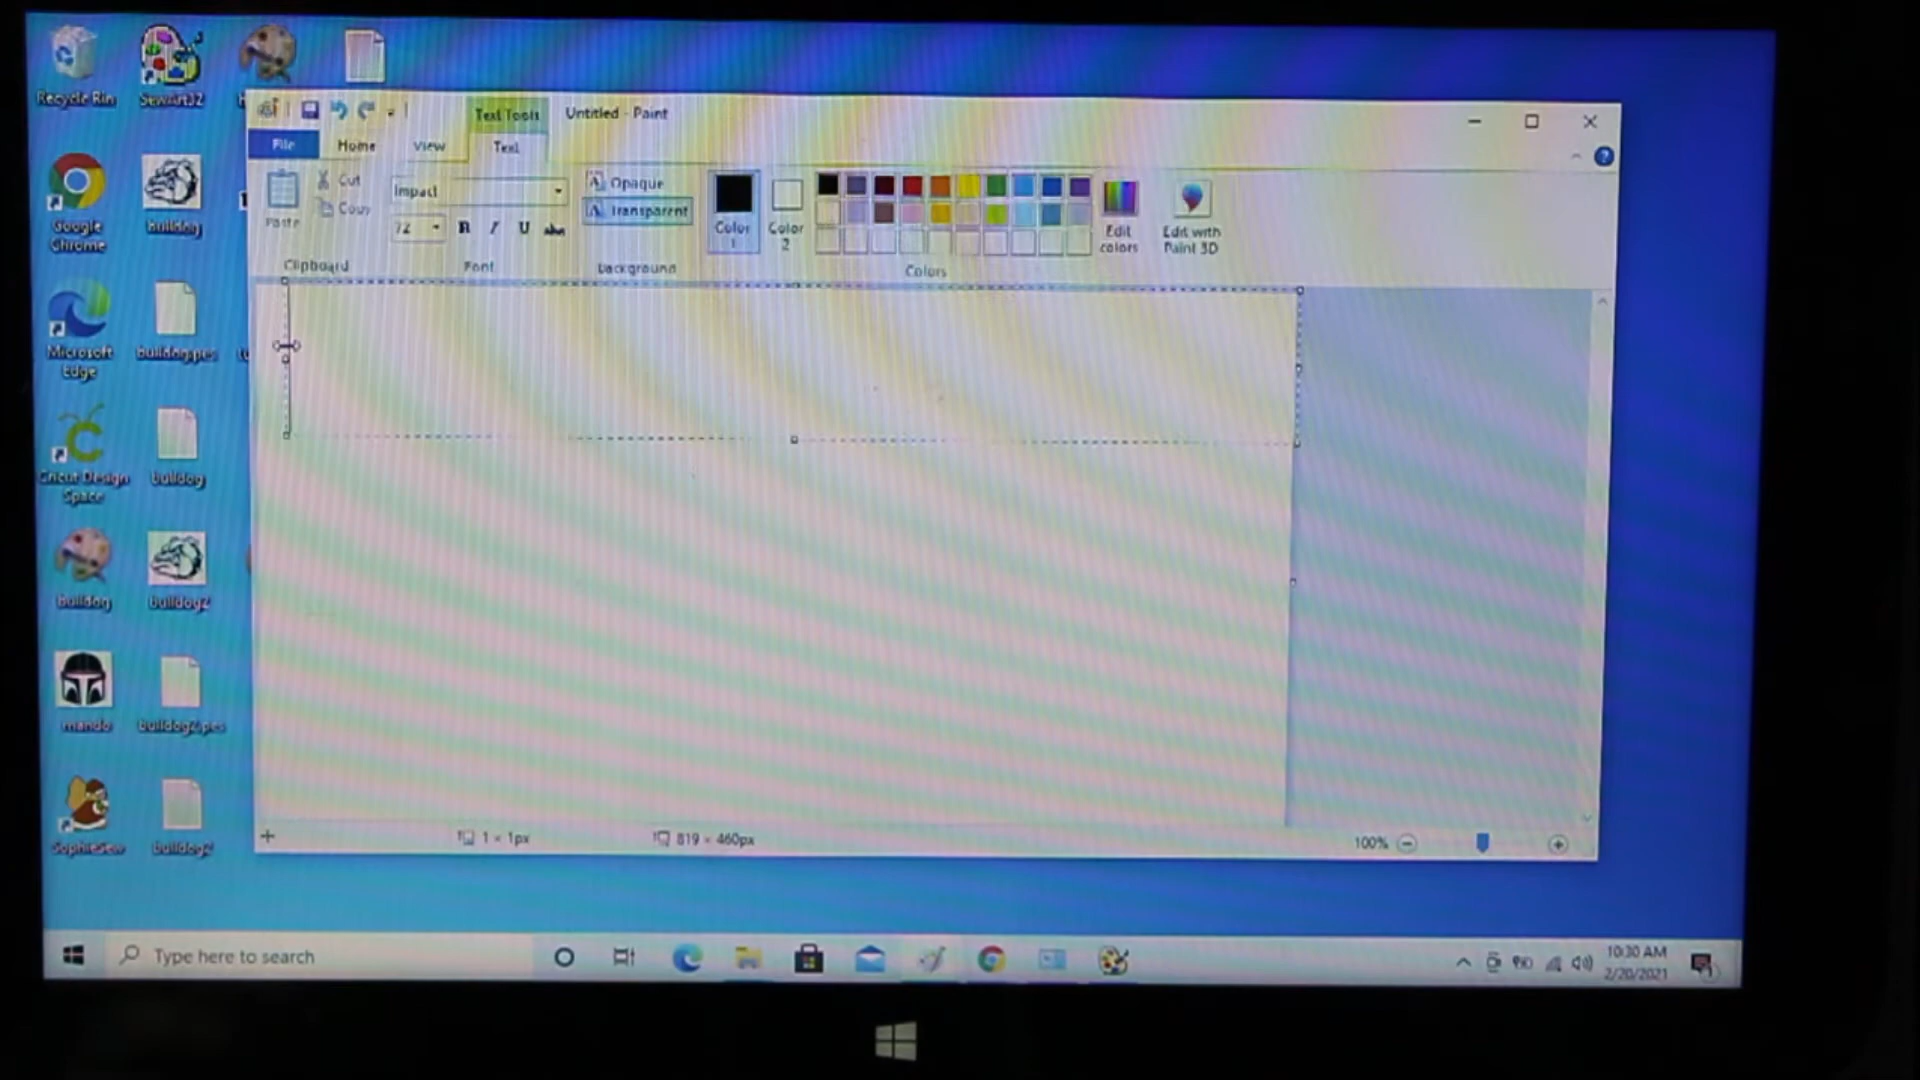 Recycle Bin
SewArt32
Untitled - Paint
Text Tools
File
Home
View
Text
Paste
Cut
Copy
Clipboard
Impact
72
B I U abc
Font
Opaque
Transparent
Background
Color 1
Color 2
Colors
Edit colors
Edit with Paint 3D
Google Chrome
bulldog
Microsoft Edge
bulldog.pes
Cricut Design Space
bulldog
bulldog
bulldog2
mando
bulldog2.pes
SophieSew
bulldog2
1 × 1px
819 × 460px
100%
Type here to search
10:30 AM
2/20/2021